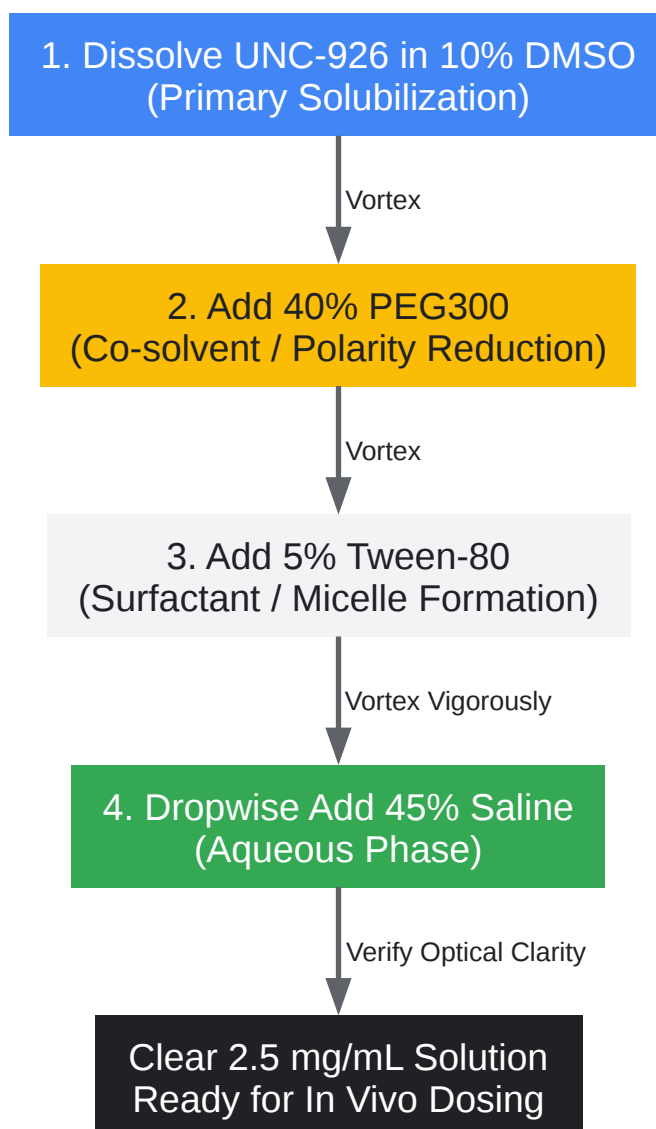 1. Dissolve UNC-926 in 10% DMSO
(Primary Solubilization)
Vortex
2. Add 40% PEG300
(Co-solvent / Polarity Reduction)
Vortex
3. Add 5% Tween-80
(Surfactant / Micelle Formation)
Vortex Vigorously
4. Dropwise Add 45% Saline
(Aqueous Phase)
Verify Optical Clarity
Clear 2.5 mg/mL Solution
Ready for In Vivo Dosing